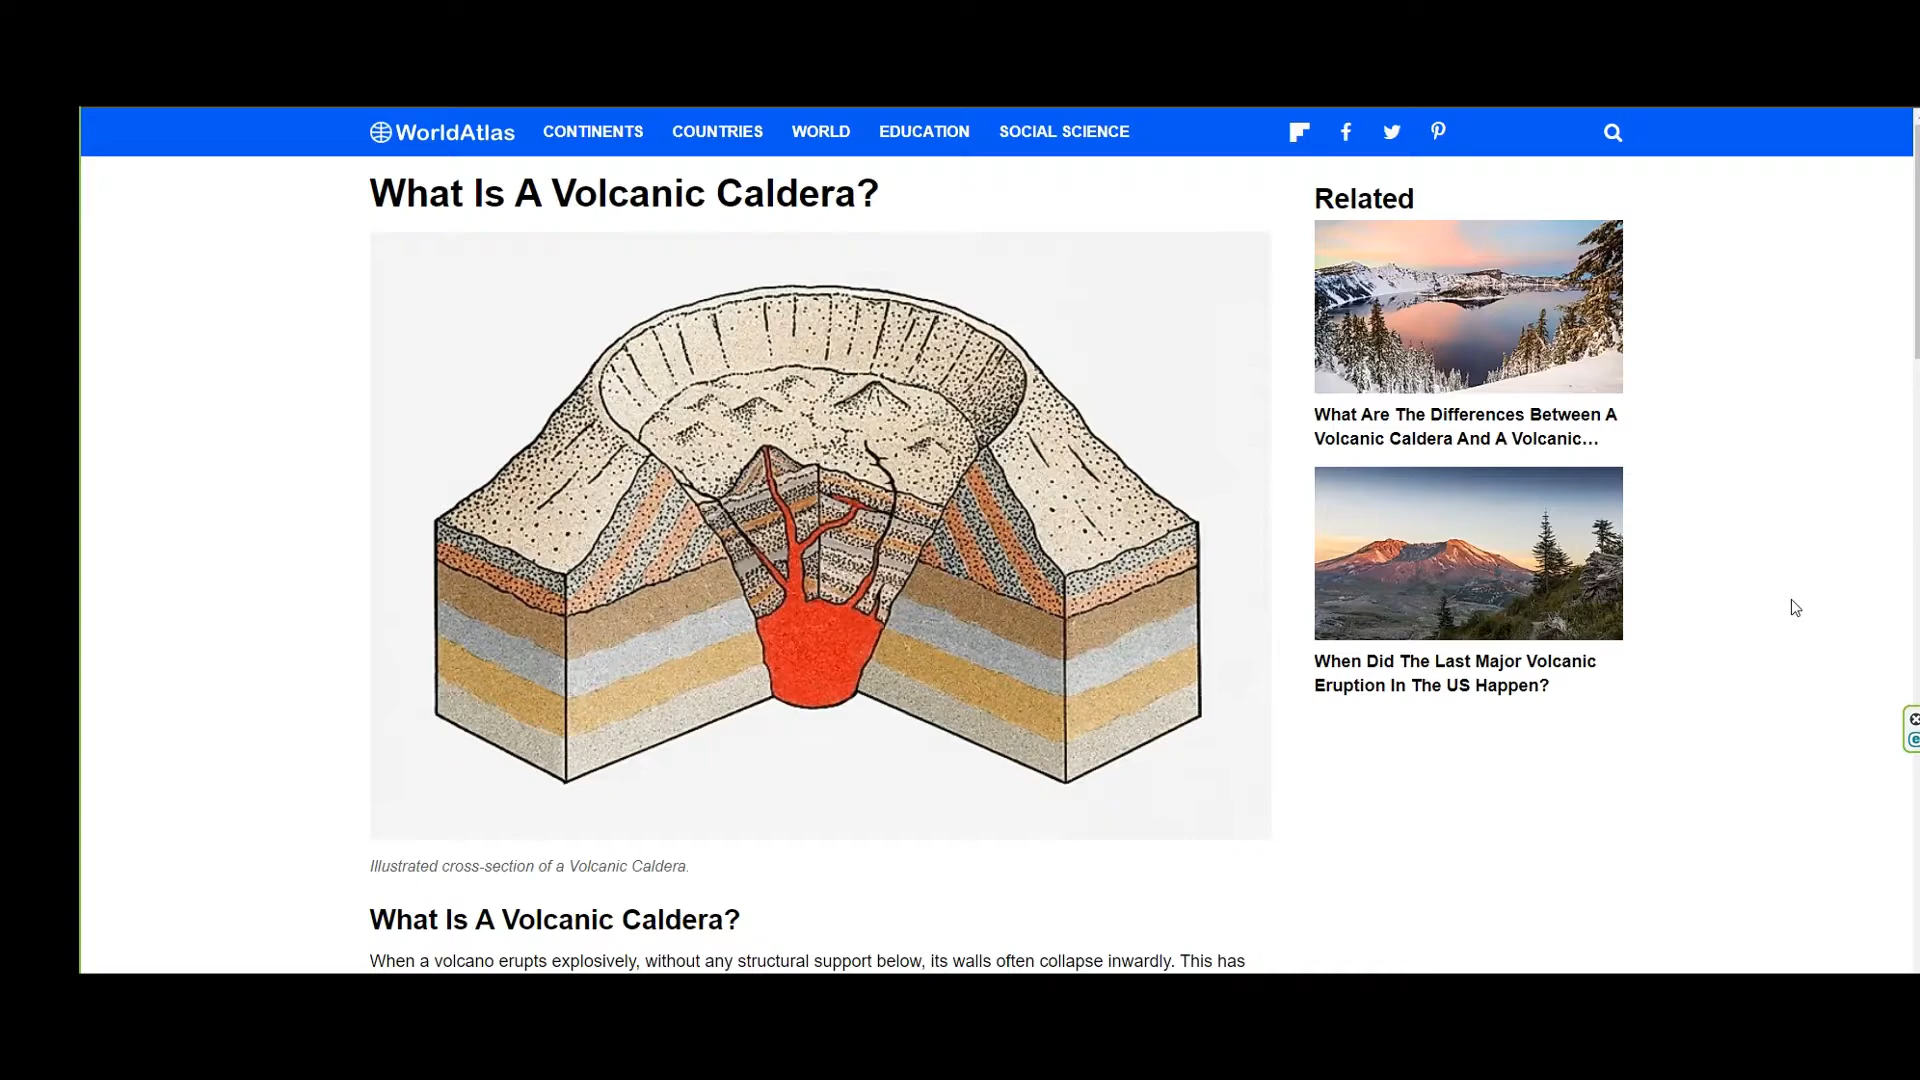 WorldAtlas CONTINENTS COUNTRIES WORLD EDUCATION SOCIAL SCIENCE
What Is A Volcanic Caldera?
Illustrated cross-section of a Volcanic Caldera.
What Is A Volcanic Caldera?
When a volcano erupts explosively, without any structural support below, its walls often collapse inwardly. This has
Related
What Are The Differences Between A
Volcanic Caldera And A Volcanic...
When Did The Last Major Volcanic
Eruption In The US Happen?